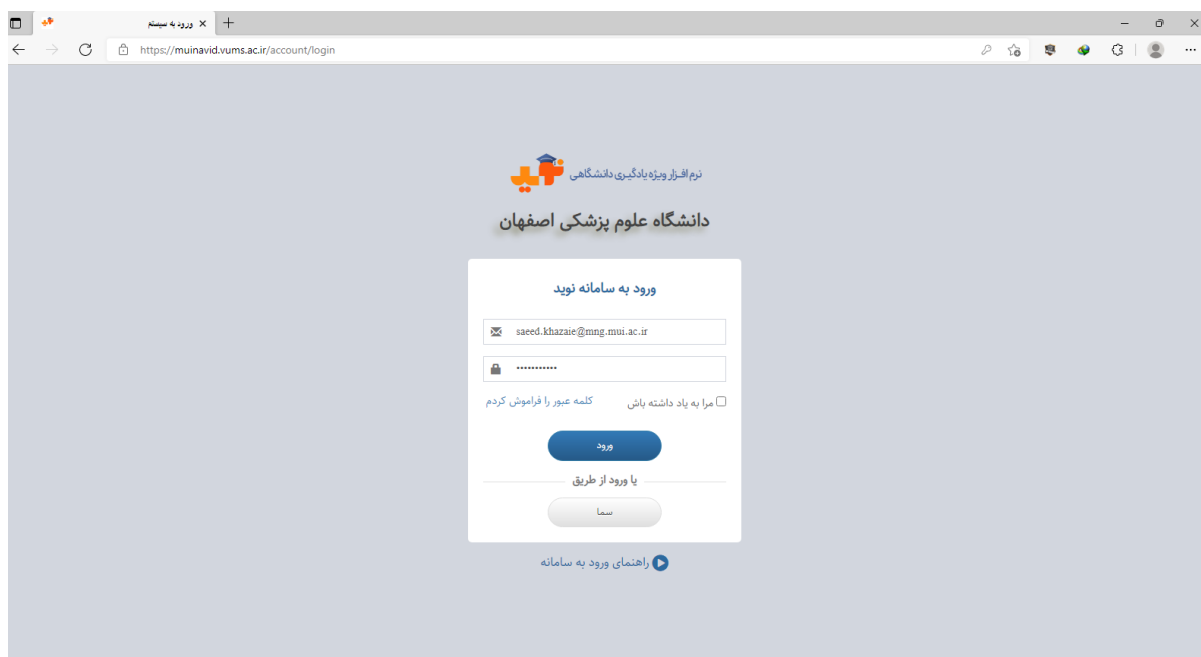 ورود به سیستم
https://muinavid.vums.ac.ir/account/login
نرم افزار ویژه یادگیری دانشگاهی نوید
دانشگاه علوم پزشکی اصفهان
ورود به سامانه نوید
saeed.khazaie@mng.mui.ac.ir
•••••••••••
مرا به یاد داشته باش کلمه عبور را فراموش کردم
ورود
یا ورود از طریق
سما
راهنمای ورود به سامانه